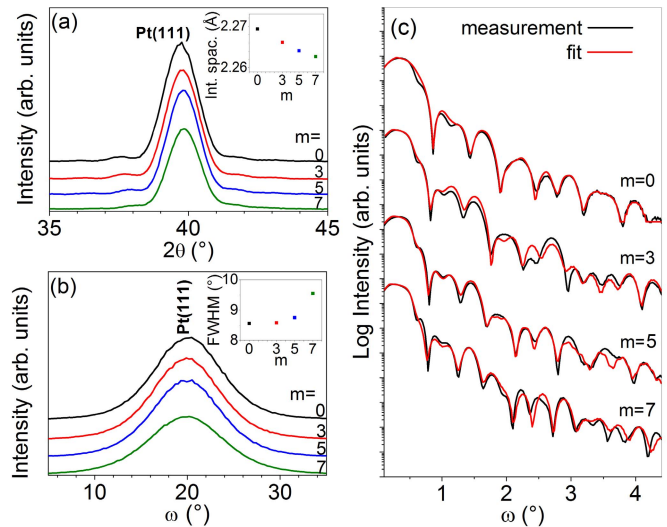 (a)
Pt(111)
Intensity (arb. units)
m=
0
3
5
7
35 40 45
2θ (°)
Int. spac. (Å)
2.27
2.26
0 3 5 7
m
(b)
Pt(111)
Intensity (arb. units)
m=
0
3
5
7
10 20 30
ω (°)
FWHM (°)
10
9
8
0 3 5 7
m
(c)
measurement
fit
Log Intensity (arb. units)
m=0
m=3
m=5
m=7
1 2 3 4
ω (°)